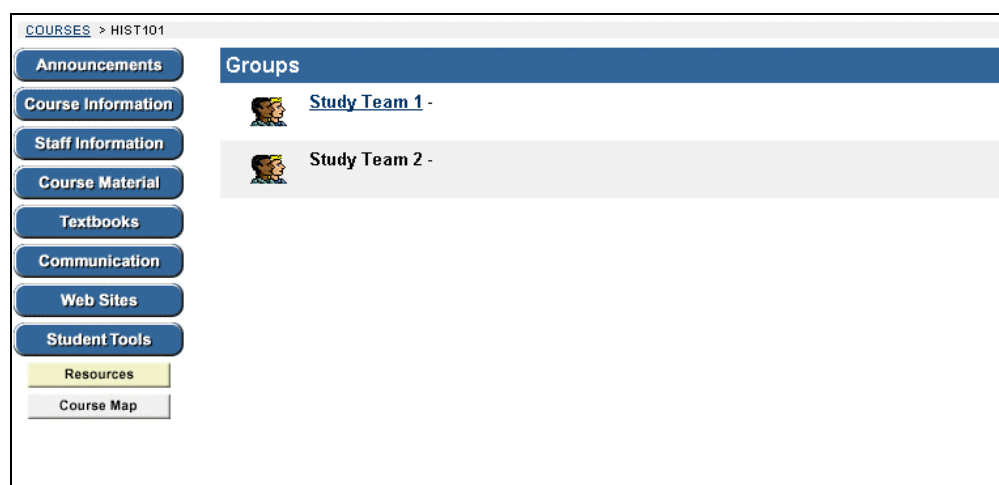 COURSES > HIST101
Announcements
Course Information
Staff Information
Course Material
Textbooks
Communication
Web Sites
Student Tools
Resources
Course Map
Groups
Study Team 1 -
Study Team 2 -